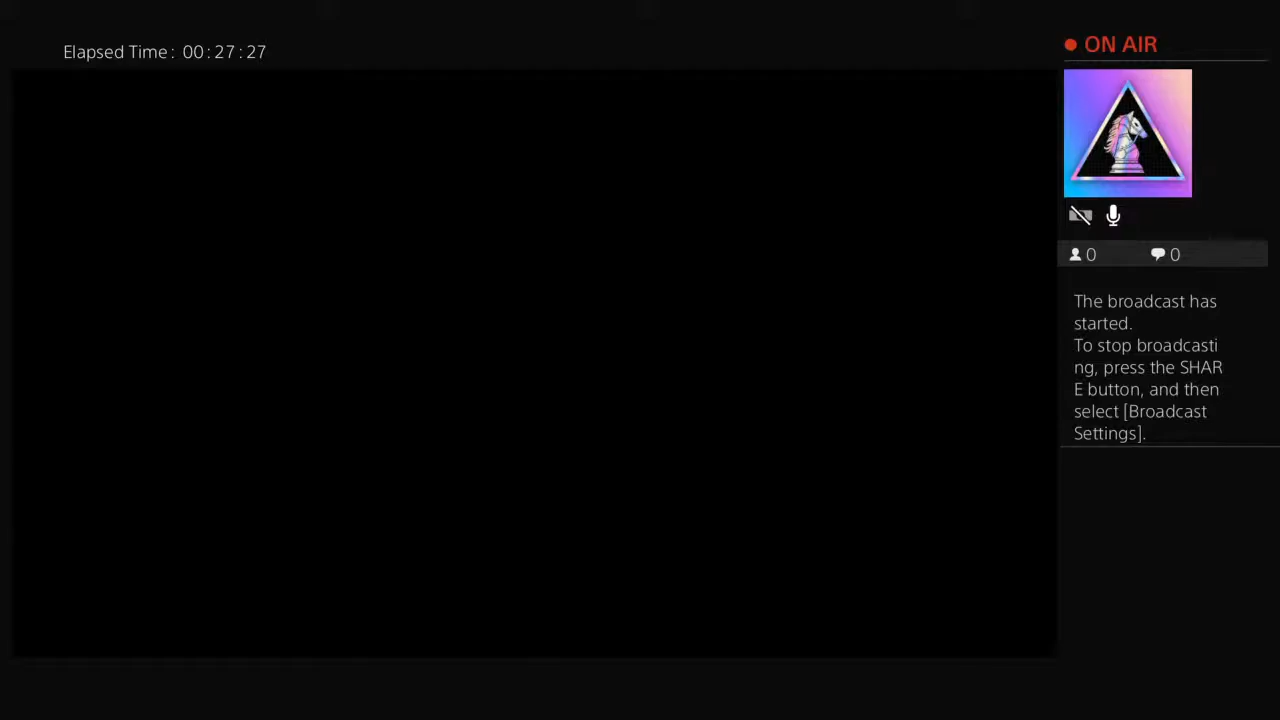 Elapsed Time: 00:27:27
ON AIR
0 0
The broadcast has
started.
To stop broadcasti
ng, press the SHAR
E button, and then
select [Broadcast
Settings].